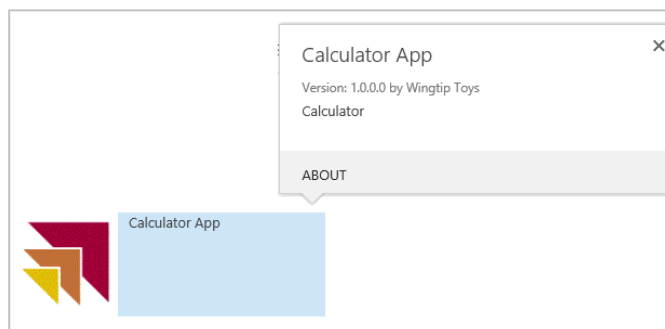 Calculator App
Version: 1.0.0.0 by Wingtip Toys
Calculator
ABOUT
Calculator App